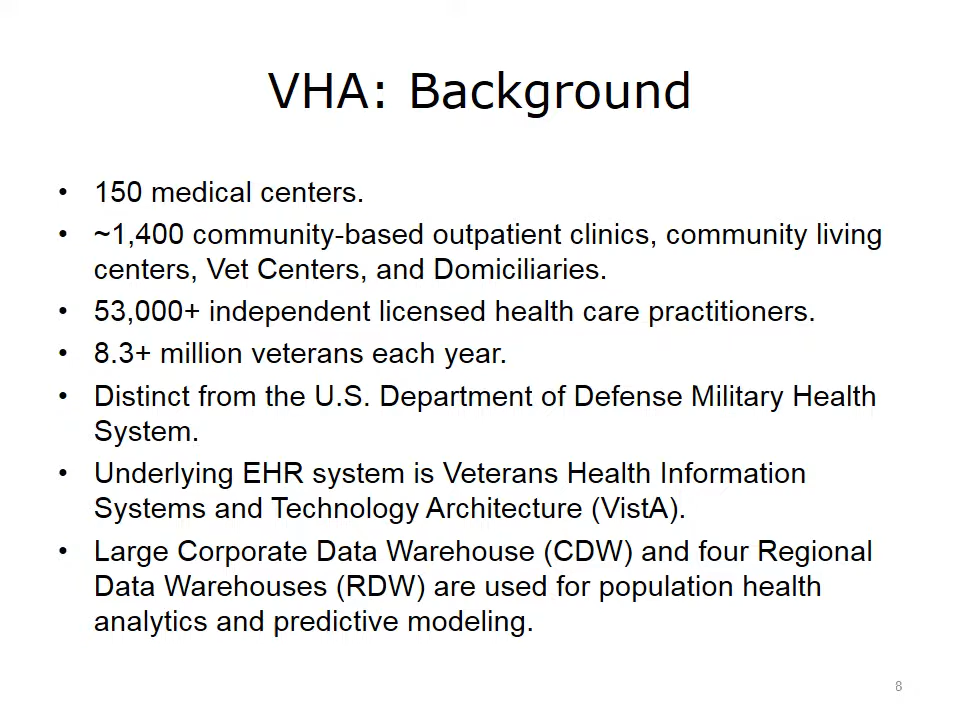 VHA: Background
• 150 medical centers.
• ~1,400 community-based outpatient clinics, community living
centers, Vet Centers, and Domiciliaries.
• 53,000+ independent licensed health care practitioners.
• 8.3+ million veterans each year.
• Distinct from the U.S. Department of Defense Military Health
System.
• Underlying EHR system is Veterans Health Information
Systems and Technology Architecture (VistA).
• Large Corporate Data Warehouse (CDW) and four Regional
Data Warehouses (RDW) are used for population health
analytics and predictive modeling.
8